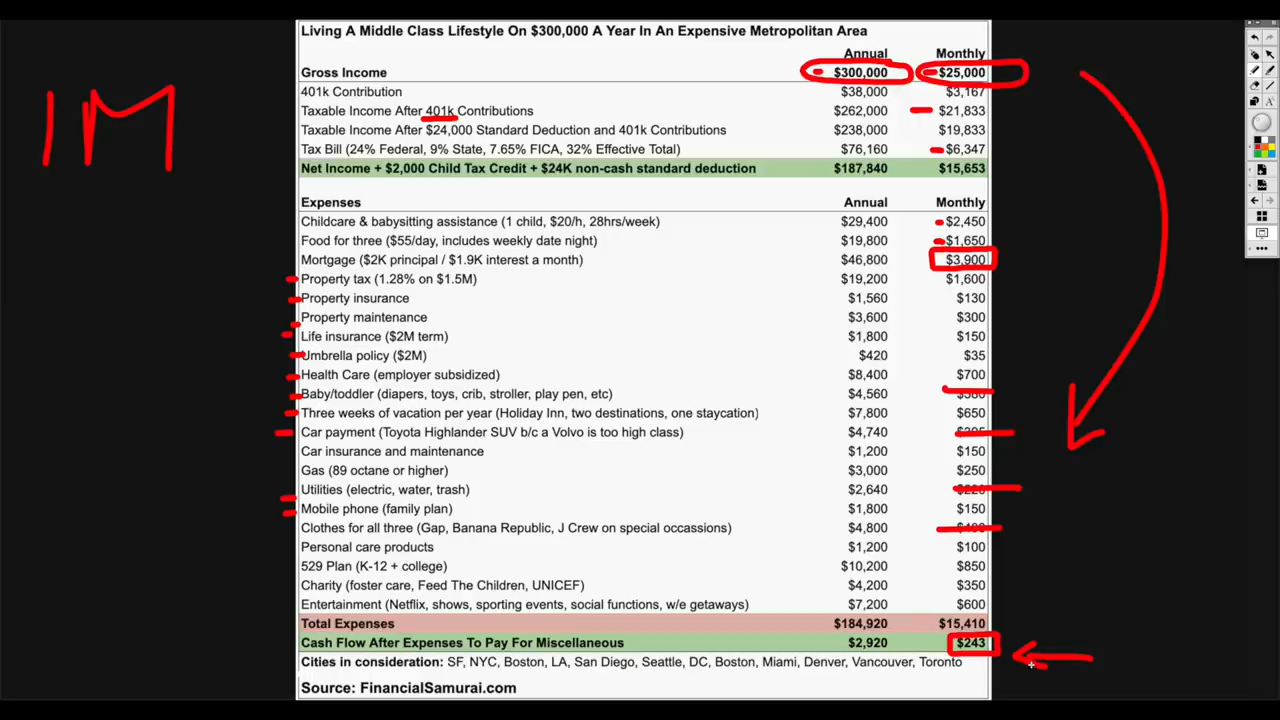 Living A Middle Class Lifestyle On $300,000 A Year In An Expensive Metropolitan Area
Annual Monthly
Gross Income $300,000 $25,000
1M
401k Contribution $38,000 $3,167
Taxable Income After 401k Contributions $262,000 $21,833
Taxable Income After $24,000 Standard Deduction and 401k Contributions $238,000 $19,833
Tax Bill (24% Federal, 9% State, 7.65% FICA, 32% Effective Total) $76,160 $6,347
Net Income + $2,000 Child Tax Credit + $24K non-cash standard deduction $187,840 $15,653
Expenses Annual Monthly
Childcare & babysitting assistance (1 child, $20/h, 28hrs/week) $29,400 $2,450
Food for three ($55/day, includes weekly date night) $19,800 $1,650
Mortgage ($2K principal / $1.9K interest a month) $46,800 $3,900
Property tax (1.28% on $1.5M) $19,200 $1,600
Property insurance $1,560 $130
Property maintenance $3,600 $300
Life insurance ($2M term) $1,800 $150
Umbrella policy ($2M) $420 $35
Health Care (employer subsidized) $8,400 $700
Baby/toddler (diapers, toys, crib, stroller, play pen, etc) $4,560
Three weeks of vacation per year (Holiday Inn, two destinations, one staycation) $7,800 $650
Car payment (Toyota Highlander SUV b/c a Volvo is too high class) $4,740
Car insurance and maintenance $1,200 $150
Gas (89 octane or higher) $3,000 $250
Utilities (electric, water, trash) $2,640
Mobile phone (family plan) $1,800 $150
Clothes for all three (Gap, Banana Republic, J Crew on special occassions) $4,800
Personal care products $1,200 $100
529 Plan (K-12 + college) $10,200 $850
Charity (foster care, Feed The Children, UNICEF) $4,200 $350
Entertainment (Netflix, shows, sporting events, social functions, w/e getaways) $7,200 $600
Total Expenses $184,920 $15,410
Cash Flow After Expenses To Pay For Miscellaneous $2,920 $243
Cities in consideration: SF, NYC, Boston, LA, San Diego, Seattle, DC, Boston, Miami, Denver, Vancouver, Toronto
Source: FinancialSamurai.com